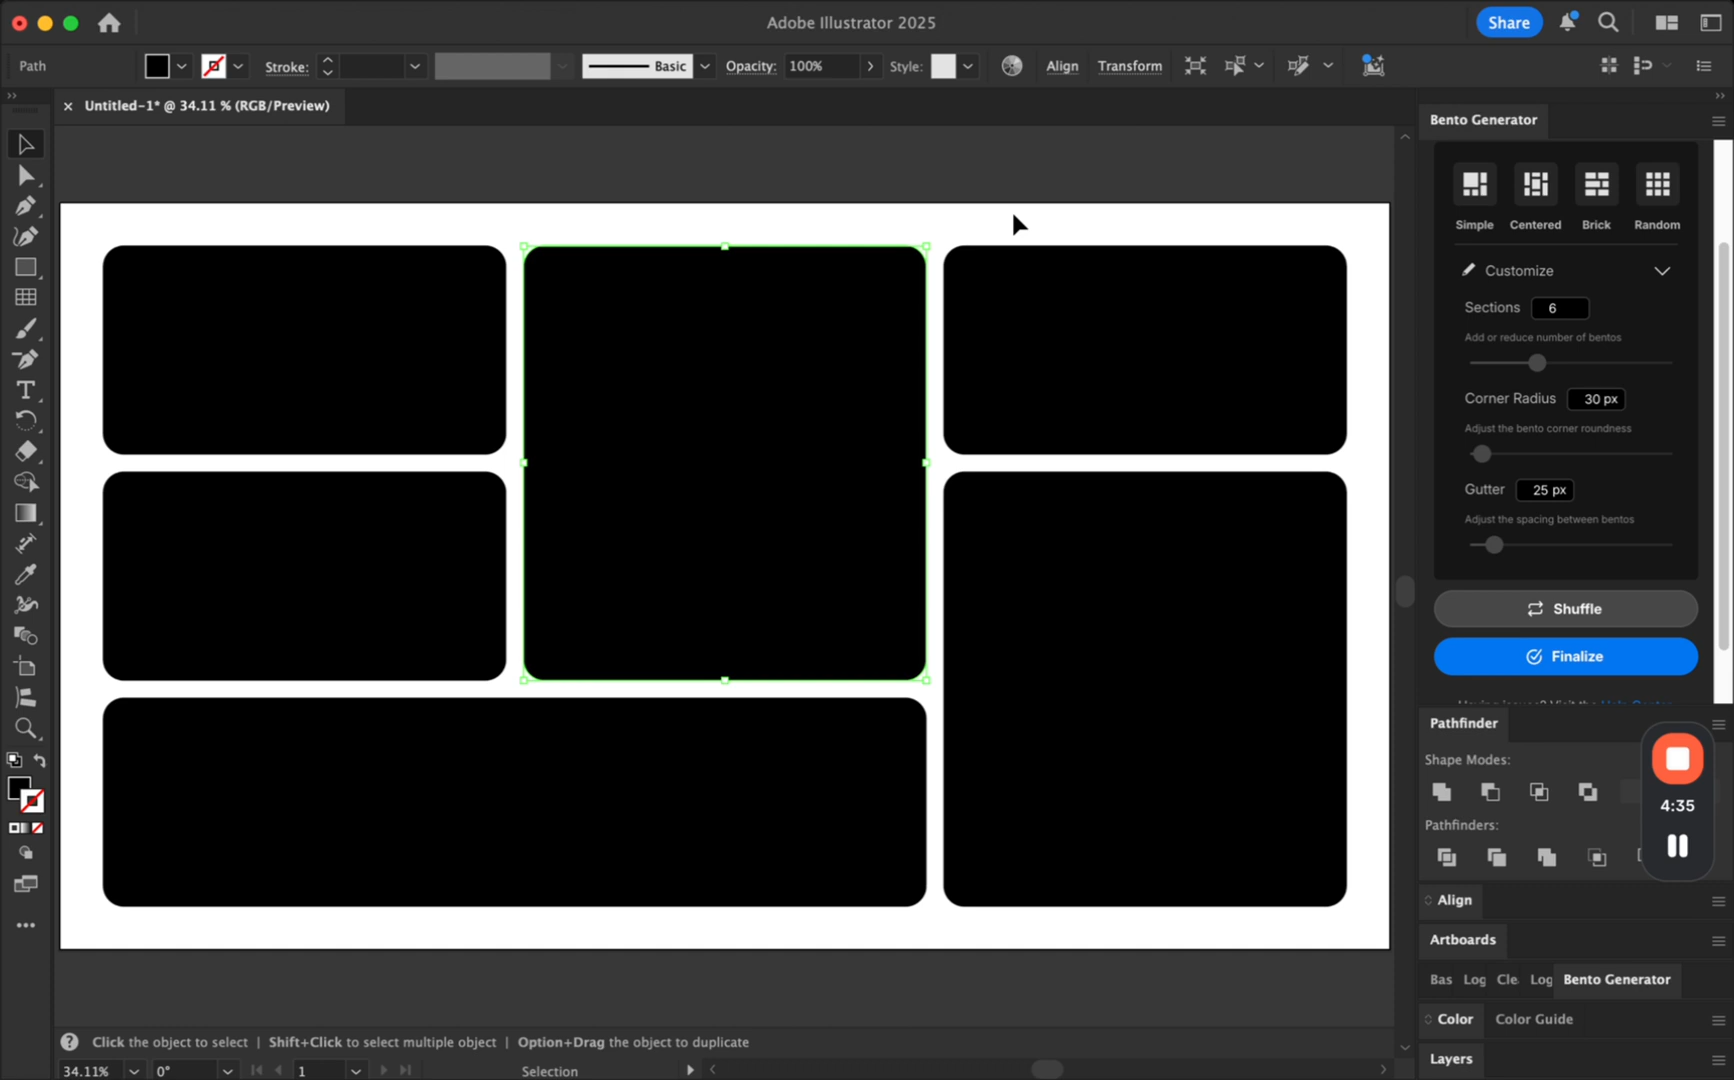 Adobe Illustrator 2025
Share
Path
Stroke:
Basic
Opacity:
100%
Style:
Align
Transform
Untitled-1* @ 34.11 % (RGB/Preview)
Bento Generator
Simple
Centered
Brick
Random
Customize
Sections
6
Add or reduce number of bentos
Corner Radius
30 px
Adjust the bento corner roundness
Gutter
25 px
Adjust the spacing between bentos
Shuffle
Finalize
Pathfinder
Shape Modes:
4:35
Pathfinders:
Align
Artboards
Bas
Log
Cle
Log
Bento Generator
Color
Color Guide
Layers
Click the object to select | Shift+Click to select multiple object | Option+Drag the object to duplicate
34.11%
0°
1
Selection